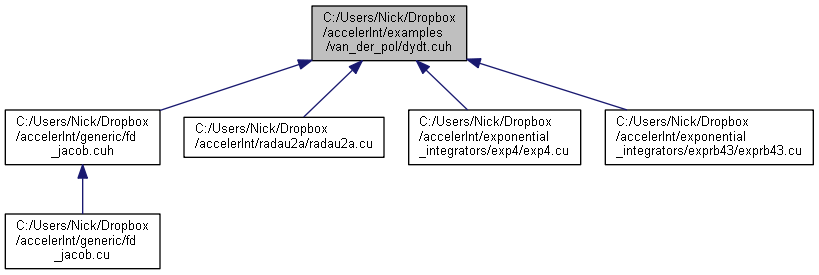 C:/Users/Nick/Dropbox
/accelerInt/examples
/van_der_pol/dydt.cuh
C:/Users/Nick/Dropbox
/accelerInt/generic/fd
_jacob.cuh
C:/Users/Nick/Dropbox
/accelerInt/radau2a/radau2a.cu
C:/Users/Nick/Dropbox
/accelerInt/exponential
_integrators/exp4/exp4.cu
C:/Users/Nick/Dropbox
/accelerInt/exponential
_integrators/exprb43/exprb43.cu
C:/Users/Nick/Dropbox
/accelerInt/generic/fd
_jacob.cu